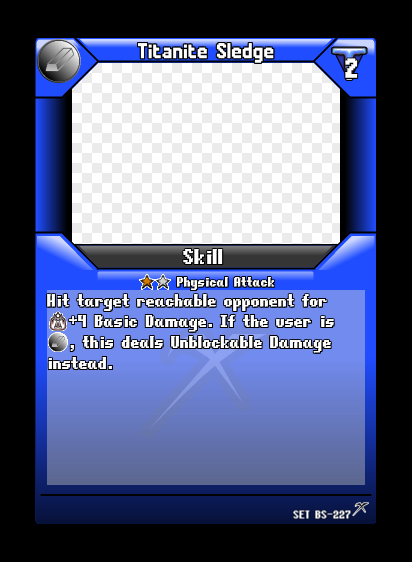 Titanite Sledge
2
Skill
Physical Attack
Hit target reachable opponent for
+4 Basic Damage. If the user is
, this deals Unblockable Damage
instead.
SET BS-227